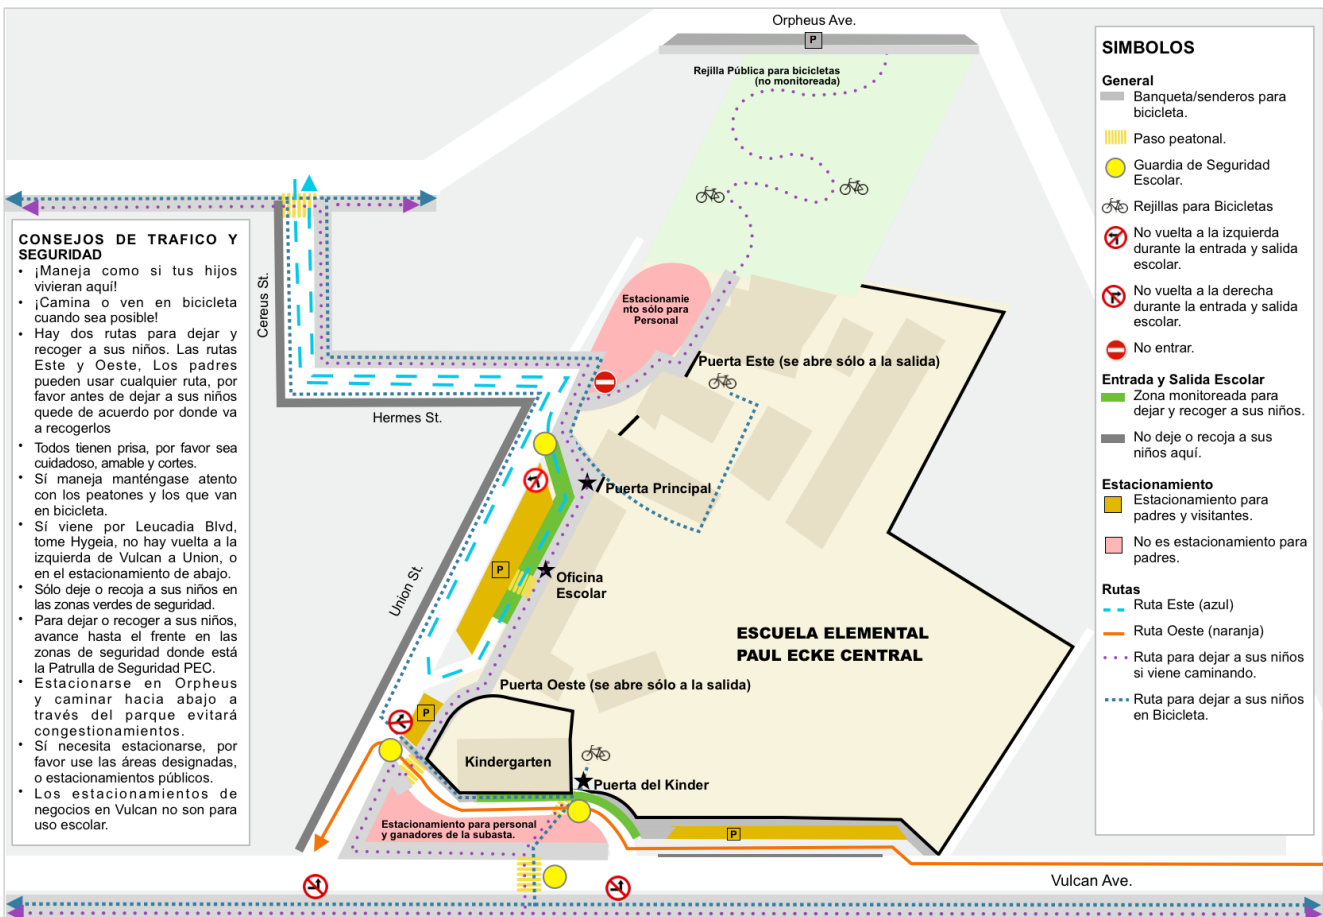 Orpheus Ave.
P
Rejilla Pública para bicicletas
(no monitoreada)
CONSEJOS DE TRAFICO Y
SEGURIDAD
• ¡Maneja como si tus hijos
vivieran aquí!
• ¡Camina o ven en bicicleta
cuando sea posible!
• Hay dos rutas para dejar y
recoger a sus niños. Las rutas
Este y Oeste, Los padres
pueden usar cualquier ruta, por
favor antes de dejar a sus niños
quede de acuerdo por donde va
a recogerlos
• Todos tienen prisa, por favor sea
cuidadoso, amable y cortes.
• Sí maneja manténgase atento
con los peatones y los que van
en bicicleta.
• Sí viene por Leucadia Blvd,
tome Hygeia, no hay vuelta a la
izquierda de Vulcan a Union, o
en el estacionamiento de abajo.
• Sólo deje o recoja a sus niños en
las zonas verdes de seguridad.
• Para dejar o recoger a sus niños,
avance hasta el frente en las
zonas de seguridad donde está
la Patrulla de Seguridad PEC.
• Estacionarse en Orpheus
y caminar hacia abajo a
través del parque evitará
congestionamientos.
• Sí necesita estacionarse, por
favor use las áreas designadas,
o estacionamientos públicos.
• Los estacionamientos de
negocios en Vulcan no son para
uso escolar.
Cereus St.
Hermes St.
Union St.
Estacionamie
nto sólo para
Personal
Puerta Este (se abre sólo a la salida)
Puerta Principal
P
Oficina
Escolar
ESCUELA ELEMENTAL
PAUL ECKE CENTRAL
Puerta Oeste (se abre sólo a la salida)
P
Kindergarten
Puerta del Kinder
Estacionamiento para personal
y ganadores de la subasta.
P
Vulcan Ave.
SIMBOLOS
General
Banqueta/senderos para
bicicleta.
Paso peatonal.
Guardia de Seguridad
Escolar.
Rejillas para Bicicletas
No vuelta a la izquierda
durante la entrada y salida
escolar.
No vuelta a la derecha
durante la entrada y salida
escolar.
No entrar.
Entrada y Salida Escolar
Zona monitoreada para
dejar y recoger a sus niños.
No deje o recoja a sus
niños aquí.
Estacionamiento
Estacionamiento para
padres y visitantes.
No es estacionamiento para
padres.
Rutas
Ruta Este (azul)
Ruta Oeste (naranja)
Ruta para dejar a sus niños
si viene caminando.
Ruta para dejar a sus niños
en Bicicleta.